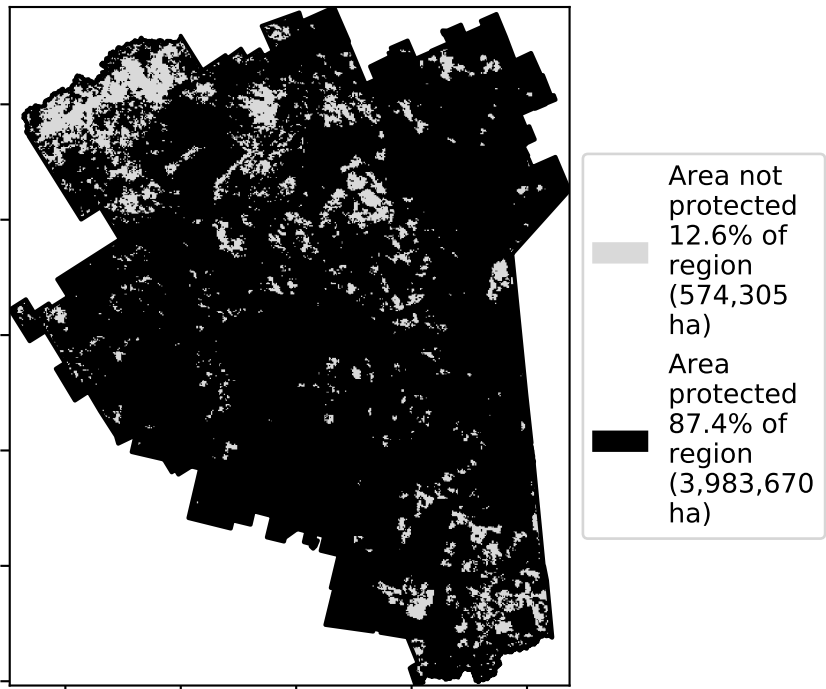 Area not
protected
12.6% of
region
(574,305
ha)
Area
protected
87.4% of
region
(3,983,670
ha)